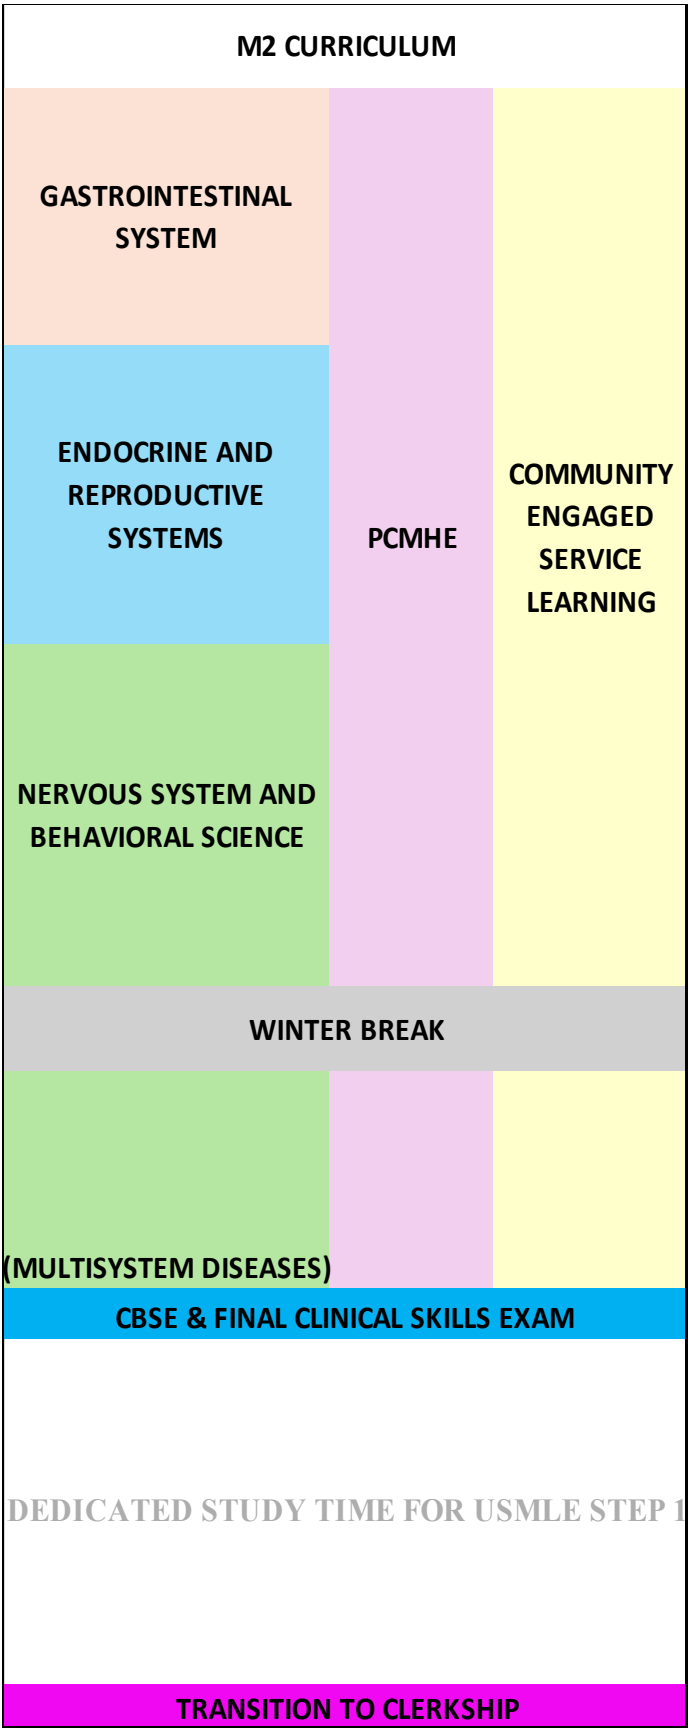 M2 CURRICULUM
GASTROINTESTINAL
SYSTEM
ENDOCRINE AND
REPRODUCTIVE
SYSTEMS
PCMHE
COMMUNITY
ENGAGED
SERVICE
LEARNING
NERVOUS SYSTEM AND
BEHAVIORAL SCIENCE
WINTER BREAK
(MULTISYSTEM DISEASES)
CBSE & FINAL CLINICAL SKILLS EXAM
DEDICATED STUDY TIME FOR USMLE STEP 1
TRANSITION TO CLERKSHIP